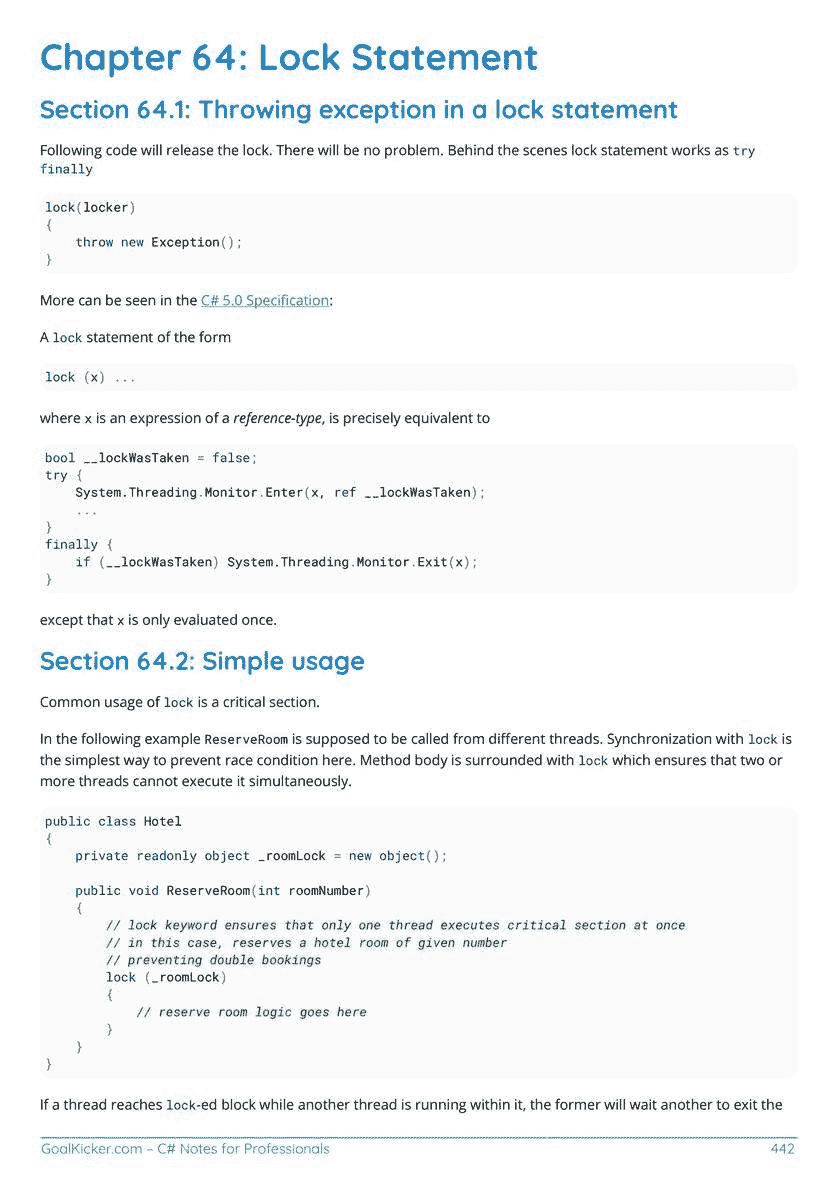 Chapter 64: Lock Statement
Section 64.1: Throwing exception in a lock statement
Following code will release the lock. There will be no problem. Behind the scenes lock statement works as try
finally
lock(locker)
{
    throw new Exception();
}
More can be seen in the C# 5.0 Specification:
A lock statement of the form
lock (x) ...
where x is an expression of a reference-type, is precisely equivalent to
bool __lockWasTaken = false;
try {
    System.Threading.Monitor.Enter(x, ref __lockWasTaken);
    ...
}
finally {
    if (__lockWasTaken) System.Threading.Monitor.Exit(x);
}
except that x is only evaluated once.
Section 64.2: Simple usage
Common usage of lock is a critical section.
In the following example ReserveRoom is supposed to be called from different threads. Synchronization with lock is
the simplest way to prevent race condition here. Method body is surrounded with lock which ensures that two or
more threads cannot execute it simultaneously.
public class Hotel
{
    private readonly object _roomLock = new object();
    public void ReserveRoom(int roomNumber)
    {
        // lock keyword ensures that only one thread executes critical section at once
        // in this case, reserves a hotel room of given number
        // preventing double bookings
        lock (_roomLock)
        {
            // reserve room logic goes here
        }
    }
}
If a thread reaches lock-ed block while another thread is running within it, the former will wait another to exit the
GoalKicker.com – C# Notes for Professionals 442